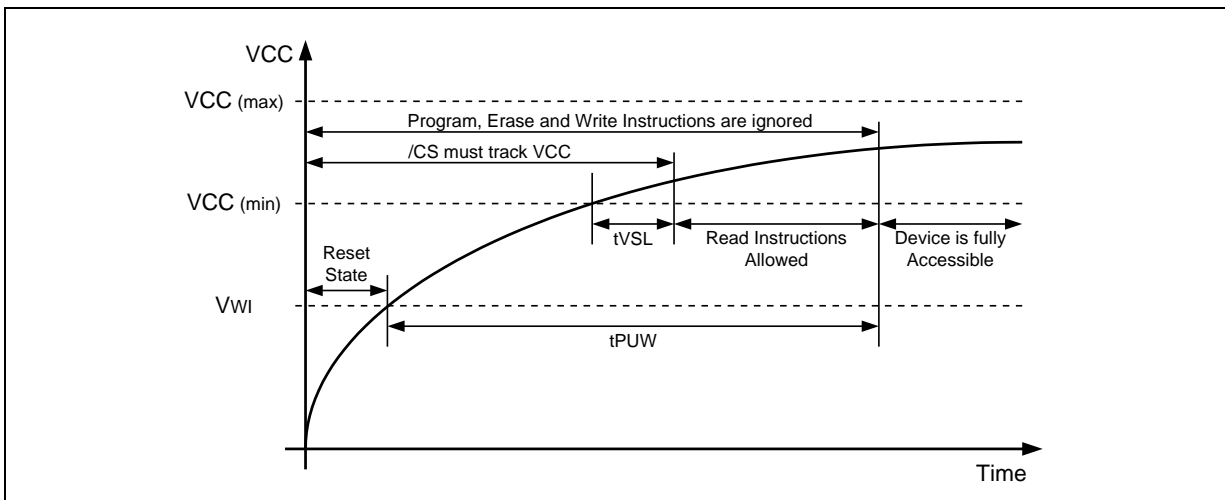 VCC
VCC (max)
Program, Erase and Write Instructions are ignored
/CS must track VCC
VCC (min)
tVSL
Read Instructions
Allowed
Device is fully
Accessible
Reset
State
VWI
tPUW
Time